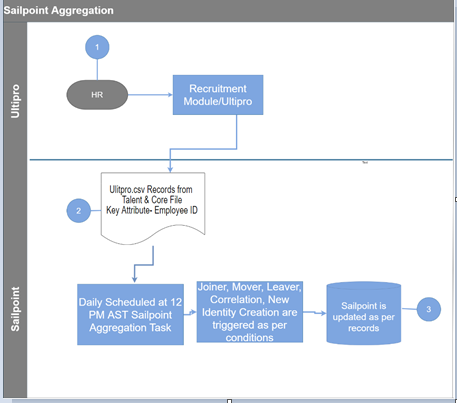 Sailpoint Aggregation
Ultipro
1
HR
Recruitment
Module/Ultipro
Ulitpro.csv Records from
Talent & Core File
Key Attribute- Employee ID
2
Sailpoint
Daily Scheduled at 12
PM AST Sailpoint
Aggregation Task
Joiner, Mover, Leaver,
Correlation, New
Identity Creation are
triggered as per
conditions
Sailpoint is
updated as per
records
3